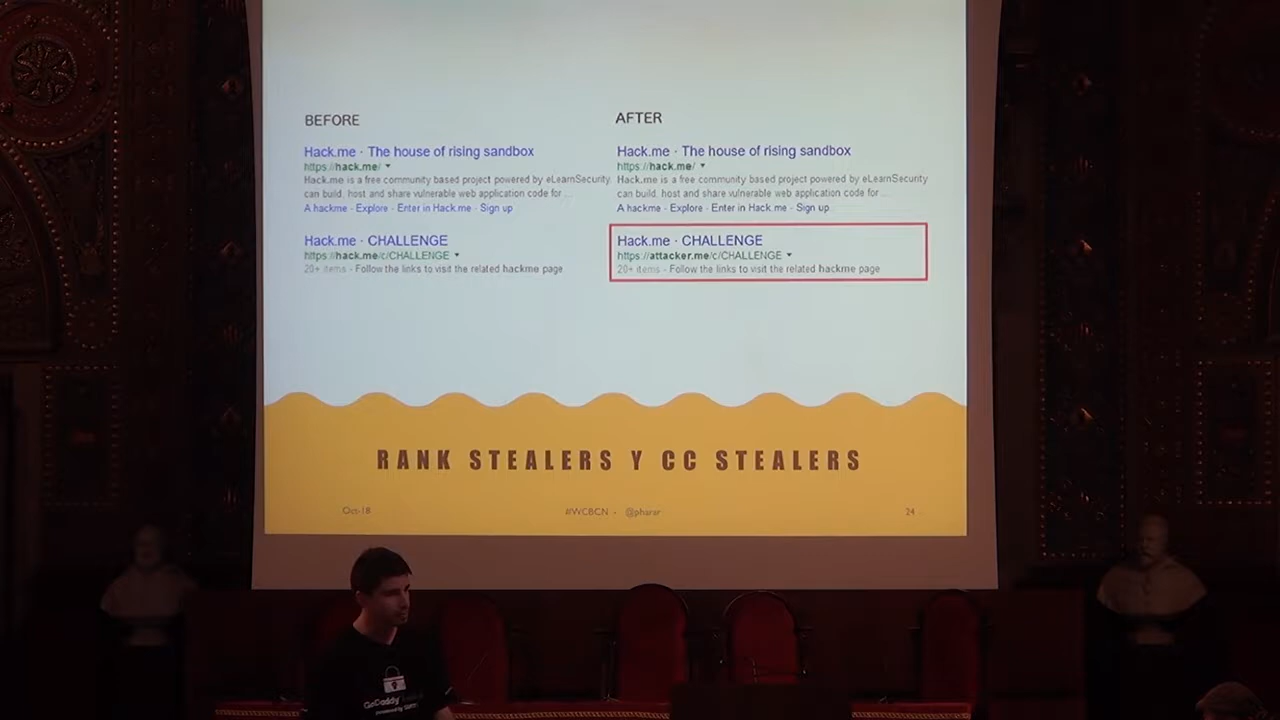 BEFORE
Hack.me · The house of rising sandbox
https://hack.me/
Hack.me is a free community based project powered by eLearnSecurity.
can build, host and share vulnerable web application code for ...
A hackme - Explore - Enter in Hack.me - Sign up
Hack.me · CHALLENGE
https://hack.me/c/CHALLENGE
20+ items - Follow the links to visit the related hackme page
AFTER
Hack.me · The house of rising sandbox
https://hack.me/
Hack.me is a free community based project powered by eLearnSecurity
can build, host and share vulnerable web application code for ...
A hackme - Explore - Enter in Hack.me - Sign up
Hack.me · CHALLENGE
https://attacker.me/c/CHALLENGE
20+ items - Follow the links to visit the related hackme page
RANK STEALERS Y CC STEALERS
Oct-18
#WCBCN - @pharar
24
GoDaddy